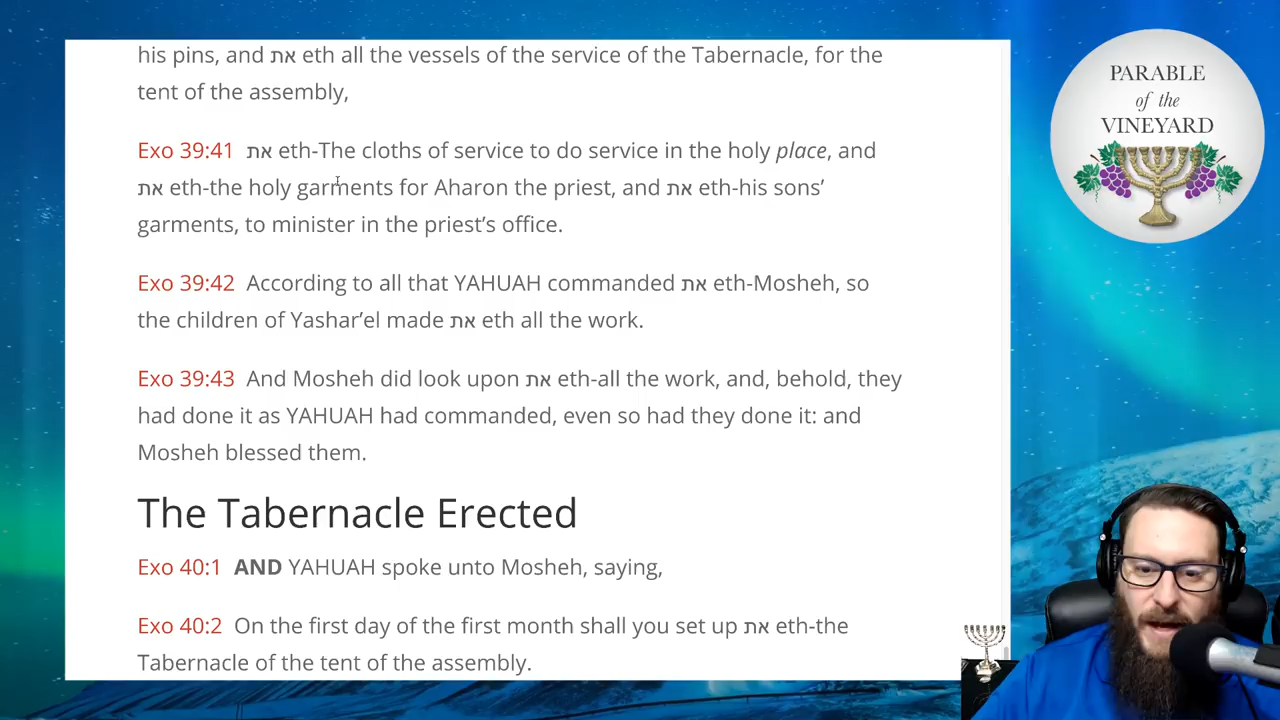 his pins, and את eth all the vessels of the service of the Tabernacle, for the
tent of the assembly,
Exo 39:41 את eth-The cloths of service to do service in the holy place, and
את eth-the holy garments for Aharon the priest, and את eth-his sons’
garments, to minister in the priest’s office.
Exo 39:42 According to all that YAHUAH commanded את eth-Mosheh, so
the children of Yashar’el made את eth all the work.
Exo 39:43 And Mosheh did look upon את eth-all the work, and, behold, they
had done it as YAHUAH had commanded, even so had they done it: and
Mosheh blessed them.
The Tabernacle Erected
Exo 40:1 AND YAHUAH spoke unto Mosheh, saying,
Exo 40:2 On the first day of the first month shall you set up את eth-the
Tabernacle of the tent of the assembly.
PARABLE
of the
VINEYARD